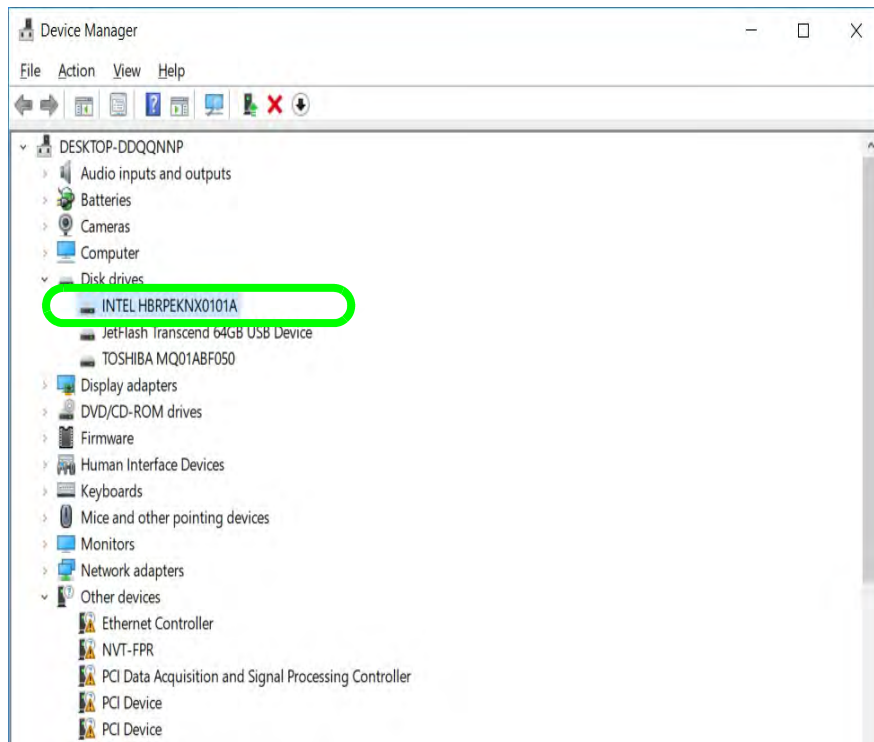 Device Manager
File Action View Help
DESKTOP-DDQQNNP
Audio inputs and outputs
Batteries
Cameras
Computer
Disk drives
INTEL HBRPEKNX0101A
JetFlash Transcend 64GB USB Device
TOSHIBA MQ01ABF050
Display adapters
DVD/CD-ROM drives
Firmware
Human Interface Devices
Keyboards
Mice and other pointing devices
Monitors
Network adapters
Other devices
Ethernet Controller
NVT-FPR
PCI Data Acquisition and Signal Processing Controller
PCI Device
PCI Device